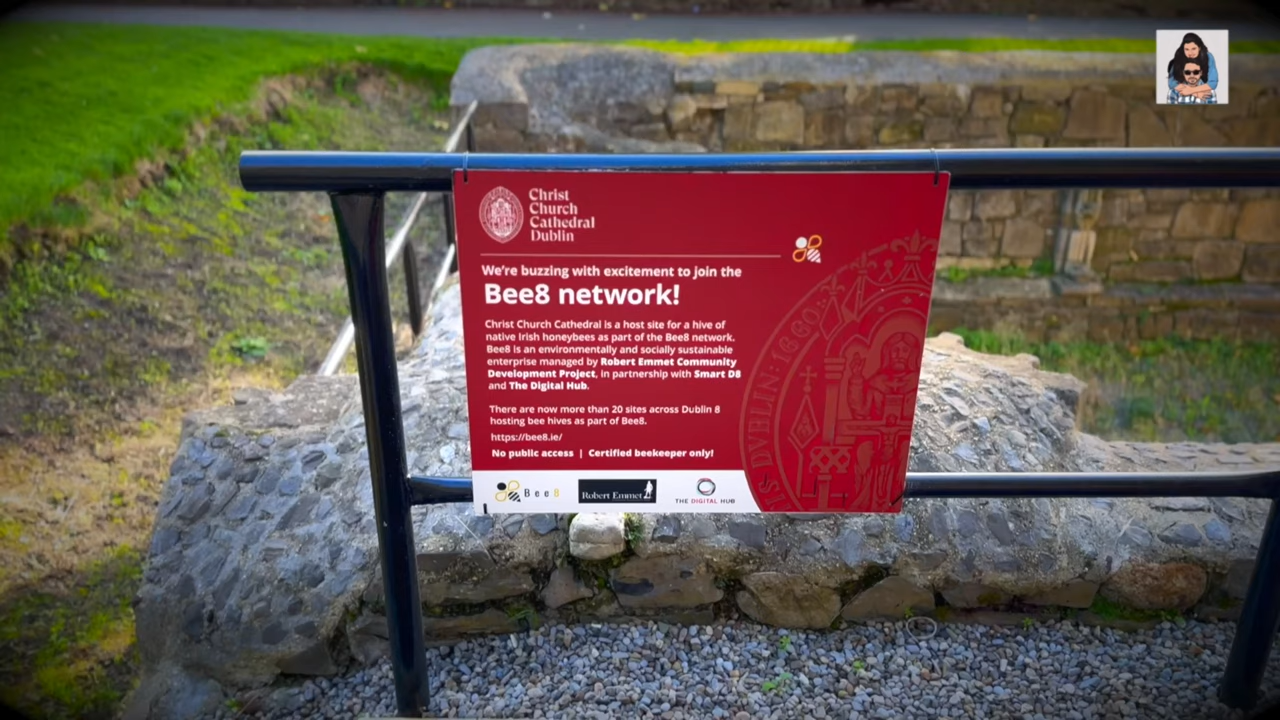 Christ
Church
Cathedral
Dublin
We're buzzing with excitement to join the
Bee8 network!
Christ Church Cathedral is a host site for a hive of
native Irish honeybees as part of the Bee8 network.
Bee8 is an environmentally and socially sustainable
enterprise managed by Robert Emmet Community
Development Project, in partnership with Smart D8
and The Digital Hub.
There are now more than 20 sites across Dublin 8
hosting bee hives as part of Bee8.
https://bee8.ie/
No public access | Certified beekeeper only!
Bee8
Robert Emmet
THE DIGITAL HUB